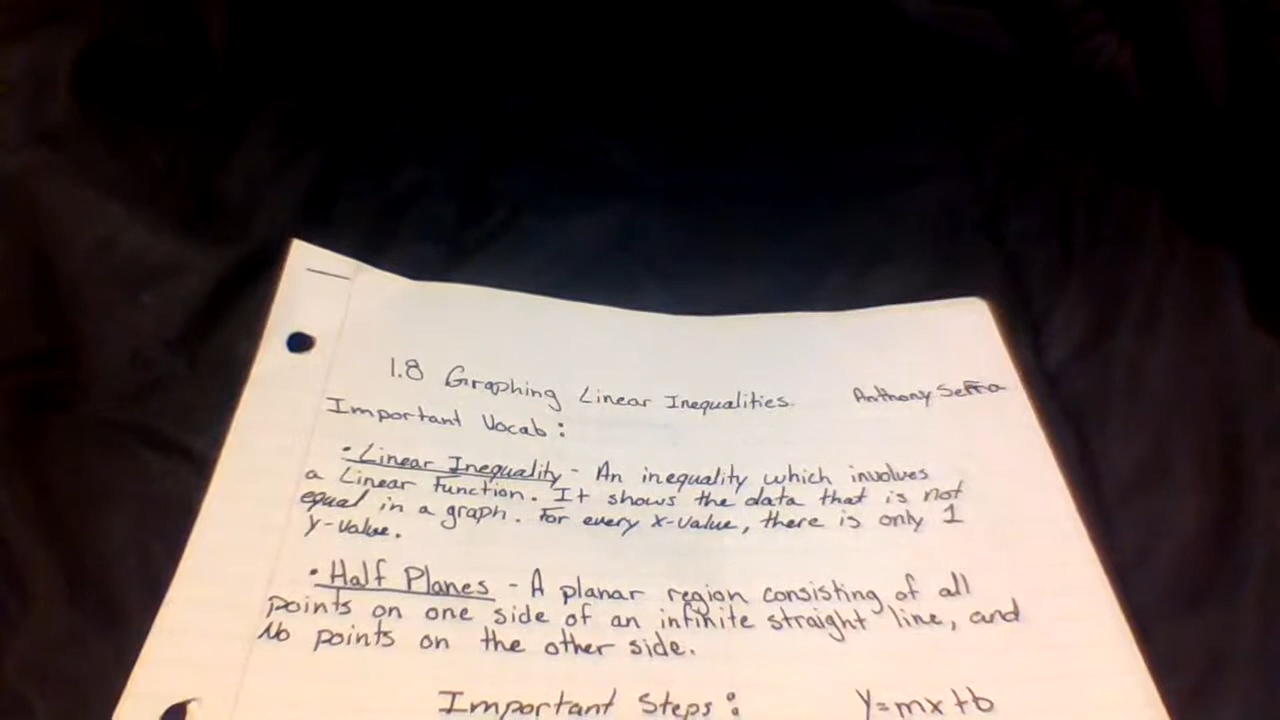 1.8 Graphing Linear Inequalities. Anthony Serra
Important Vocab:
• Linear Inequality - An inequality which involves
a Linear Function. It shows the data that is not
equal in a graph. For every x-value, there is only 1
y-value.
• Half Planes - A planar region consisting of all
points on one side of an infinite straight line, and
No points on the other side.
Important Steps: y=mx+b